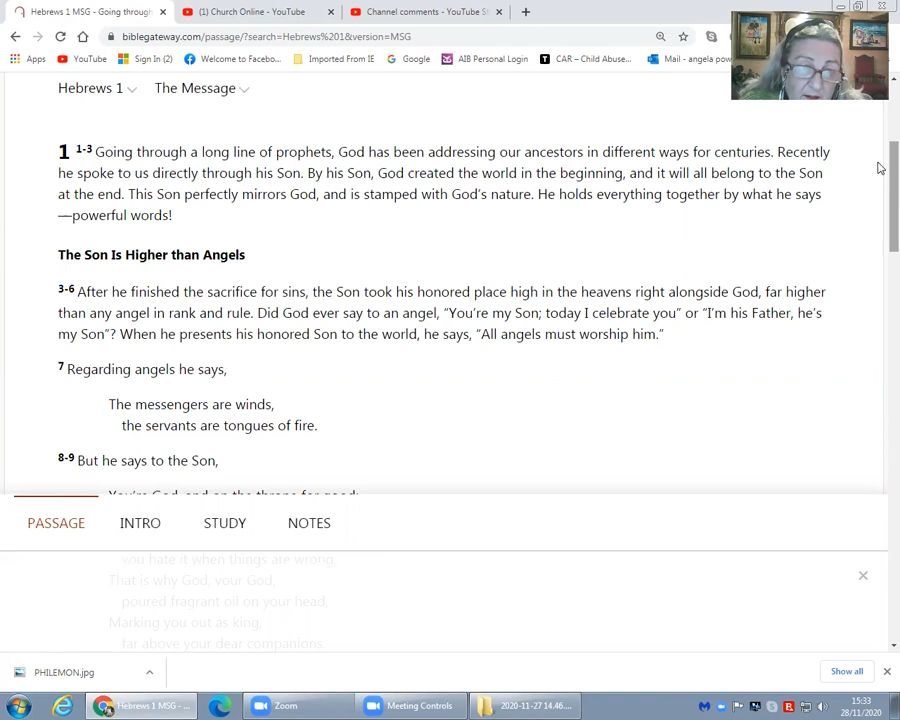 Hebrews 1 MSG - Going through
(1) Church Online - YouTube
Channel comments - YouTube S
biblegateway.com/passage/?search=Hebrews%201&version=MSG
Apps YouTube Sign In (2) Welcome to Facebo... Imported From IE Google AIB Personal Login CAR – Child Abuse... Mail - angela pow
Hebrews 1 The Message
1 1-3 Going through a long line of prophets, God has been addressing our ancestors in different ways for centuries. Recently
he spoke to us directly through his Son. By his Son, God created the world in the beginning, and it will all belong to the Son
at the end. This Son perfectly mirrors God, and is stamped with God’s nature. He holds everything together by what he says
—powerful words!
The Son Is Higher than Angels
3-6 After he finished the sacrifice for sins, the Son took his honored place high in the heavens right alongside God, far higher
than any angel in rank and rule. Did God ever say to an angel, “You’re my Son; today I celebrate you” or “I’m his Father, he’s
my Son”? When he presents his honored Son to the world, he says, “All angels must worship him.”
7 Regarding angels he says,
The messengers are winds,
the servants are tongues of fire.
8-9 But he says to the Son,
You’re God, and on the throne for good;
PASSAGE INTRO STUDY NOTES
you hate it when things are wrong.
That is why God, your God,
poured fragrant oil on your head,
Marking you out as king,
far above your dear companions.
PHILEMON.jpg
Show all
Hebrews 1 MSG - ... Zoom Meeting Controls 2020-11-27 14.46....
15:33
28/11/2020